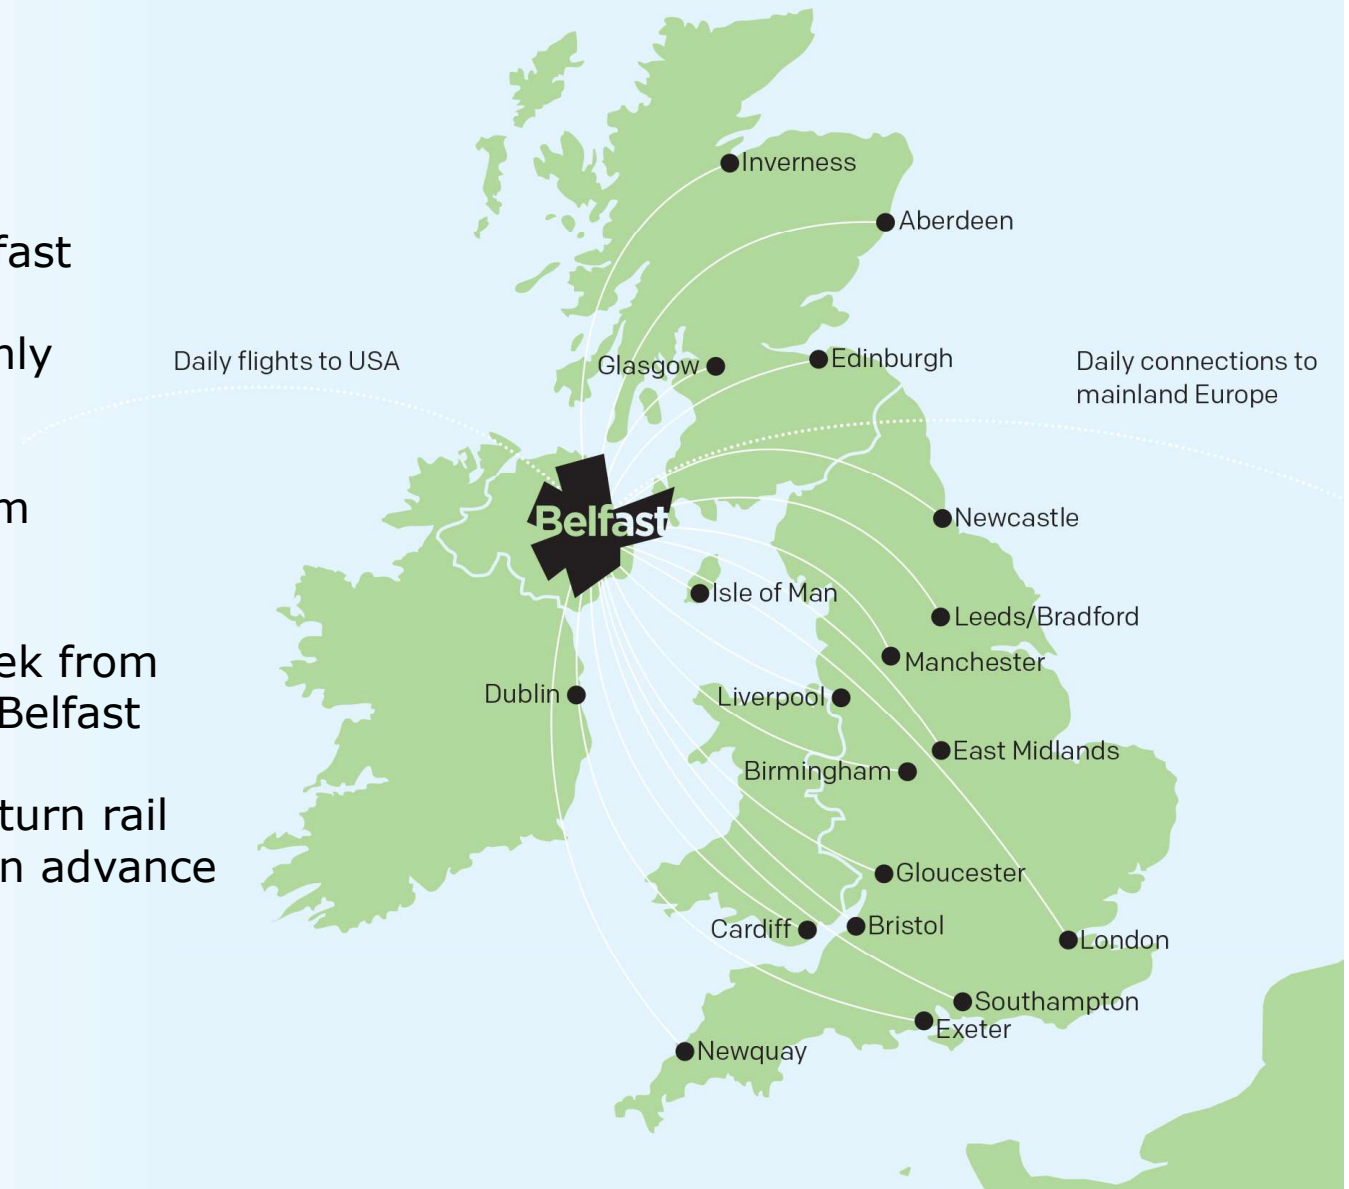 fast
nly
m
ek from
Belfast
turn rail
n advance
Inverness
Aberdeen
Daily flights to USA
Glasgow
Edinburgh
Daily connections to
mainland Europe
Belfast
Newcastle
Isle of Man
Leeds/Bradford
Manchester
Dublin
Liverpool
East Midlands
Birmingham
Gloucester
Cardiff
Bristol
London
Southampton
Exeter
Newquay